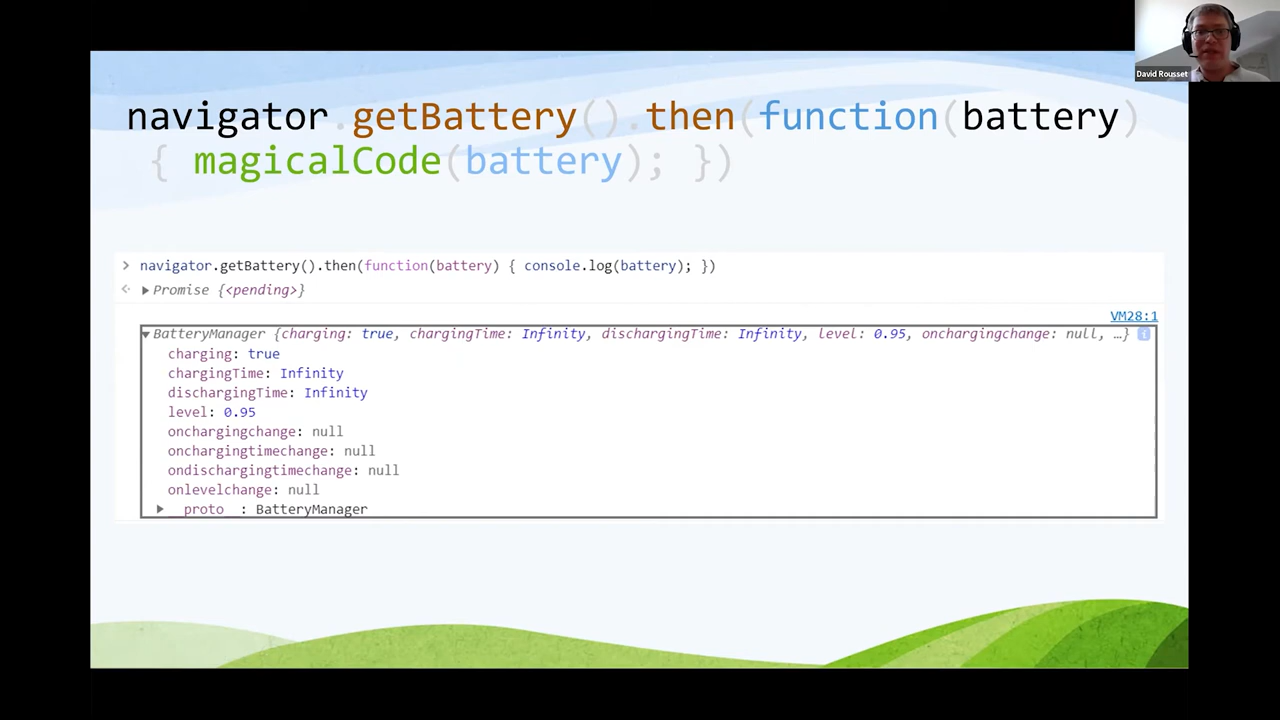 David Rousset
navigator.getBattery().then(function(battery)
{ magicalCode(battery); })
> navigator.getBattery().then(function(battery) { console.log(battery); })
<· ▶ Promise {<pending>}
VM28:1
▼ BatteryManager {charging: true, chargingTime: Infinity, dischargingTime: Infinity, level: 0.95, onchargingchange: null, …} i
charging: true
chargingTime: Infinity
dischargingTime: Infinity
level: 0.95
onchargingchange: null
onchargingtimechange: null
ondischargingtimechange: null
onlevelchange: null
▶ __proto__: BatteryManager